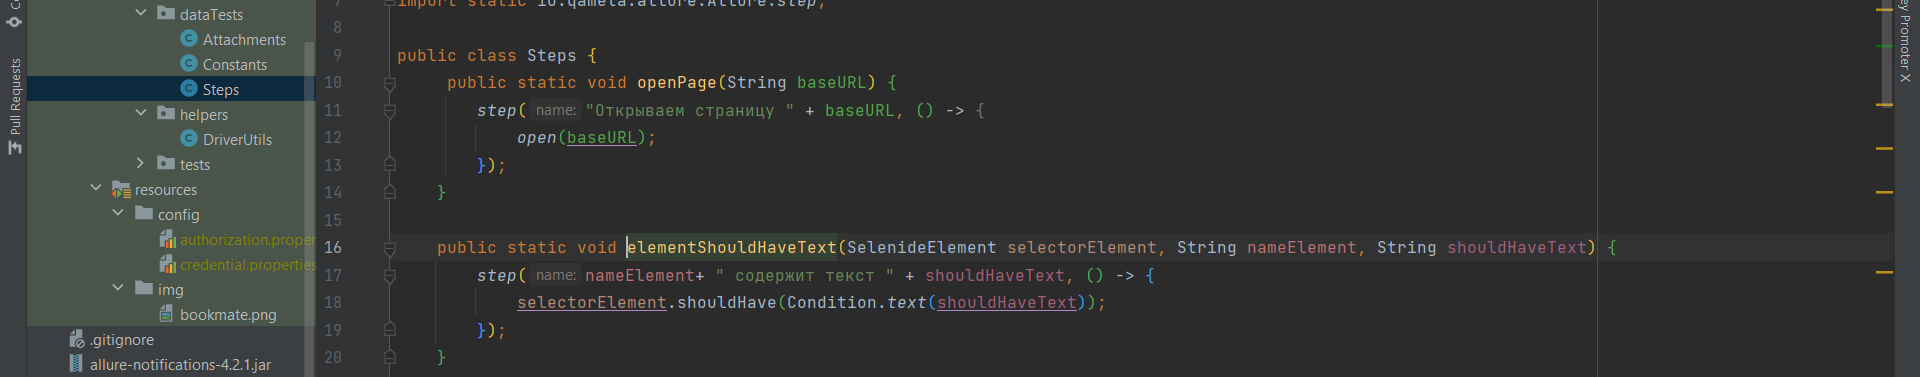 dataTests
Attachments
Constants
Steps
helpers
DriverUtils
tests
resources
config
authorization.proper
credential.properties
img
bookmate.png
.gitignore
allure-notifications-4.2.1.jar
Pull Requests
7 import static io.qameta.allure.Allure.step;
8
9 public class Steps {
10 public static void openPage(String baseURL) {
11 step( name: "Открываем страницу " + baseURL, () -> {
12 open(baseURL);
13 });
14 }
15
16 public static void elementShouldHaveText(SelenideElement selectorElement, String nameElement, String shouldHaveText) {
17 step( name: nameElement+ " содержит текст " + shouldHaveText, () -> {
18 selectorElement.shouldHave(Condition.text(shouldHaveText));
19 });
20 }
ey Promoter X